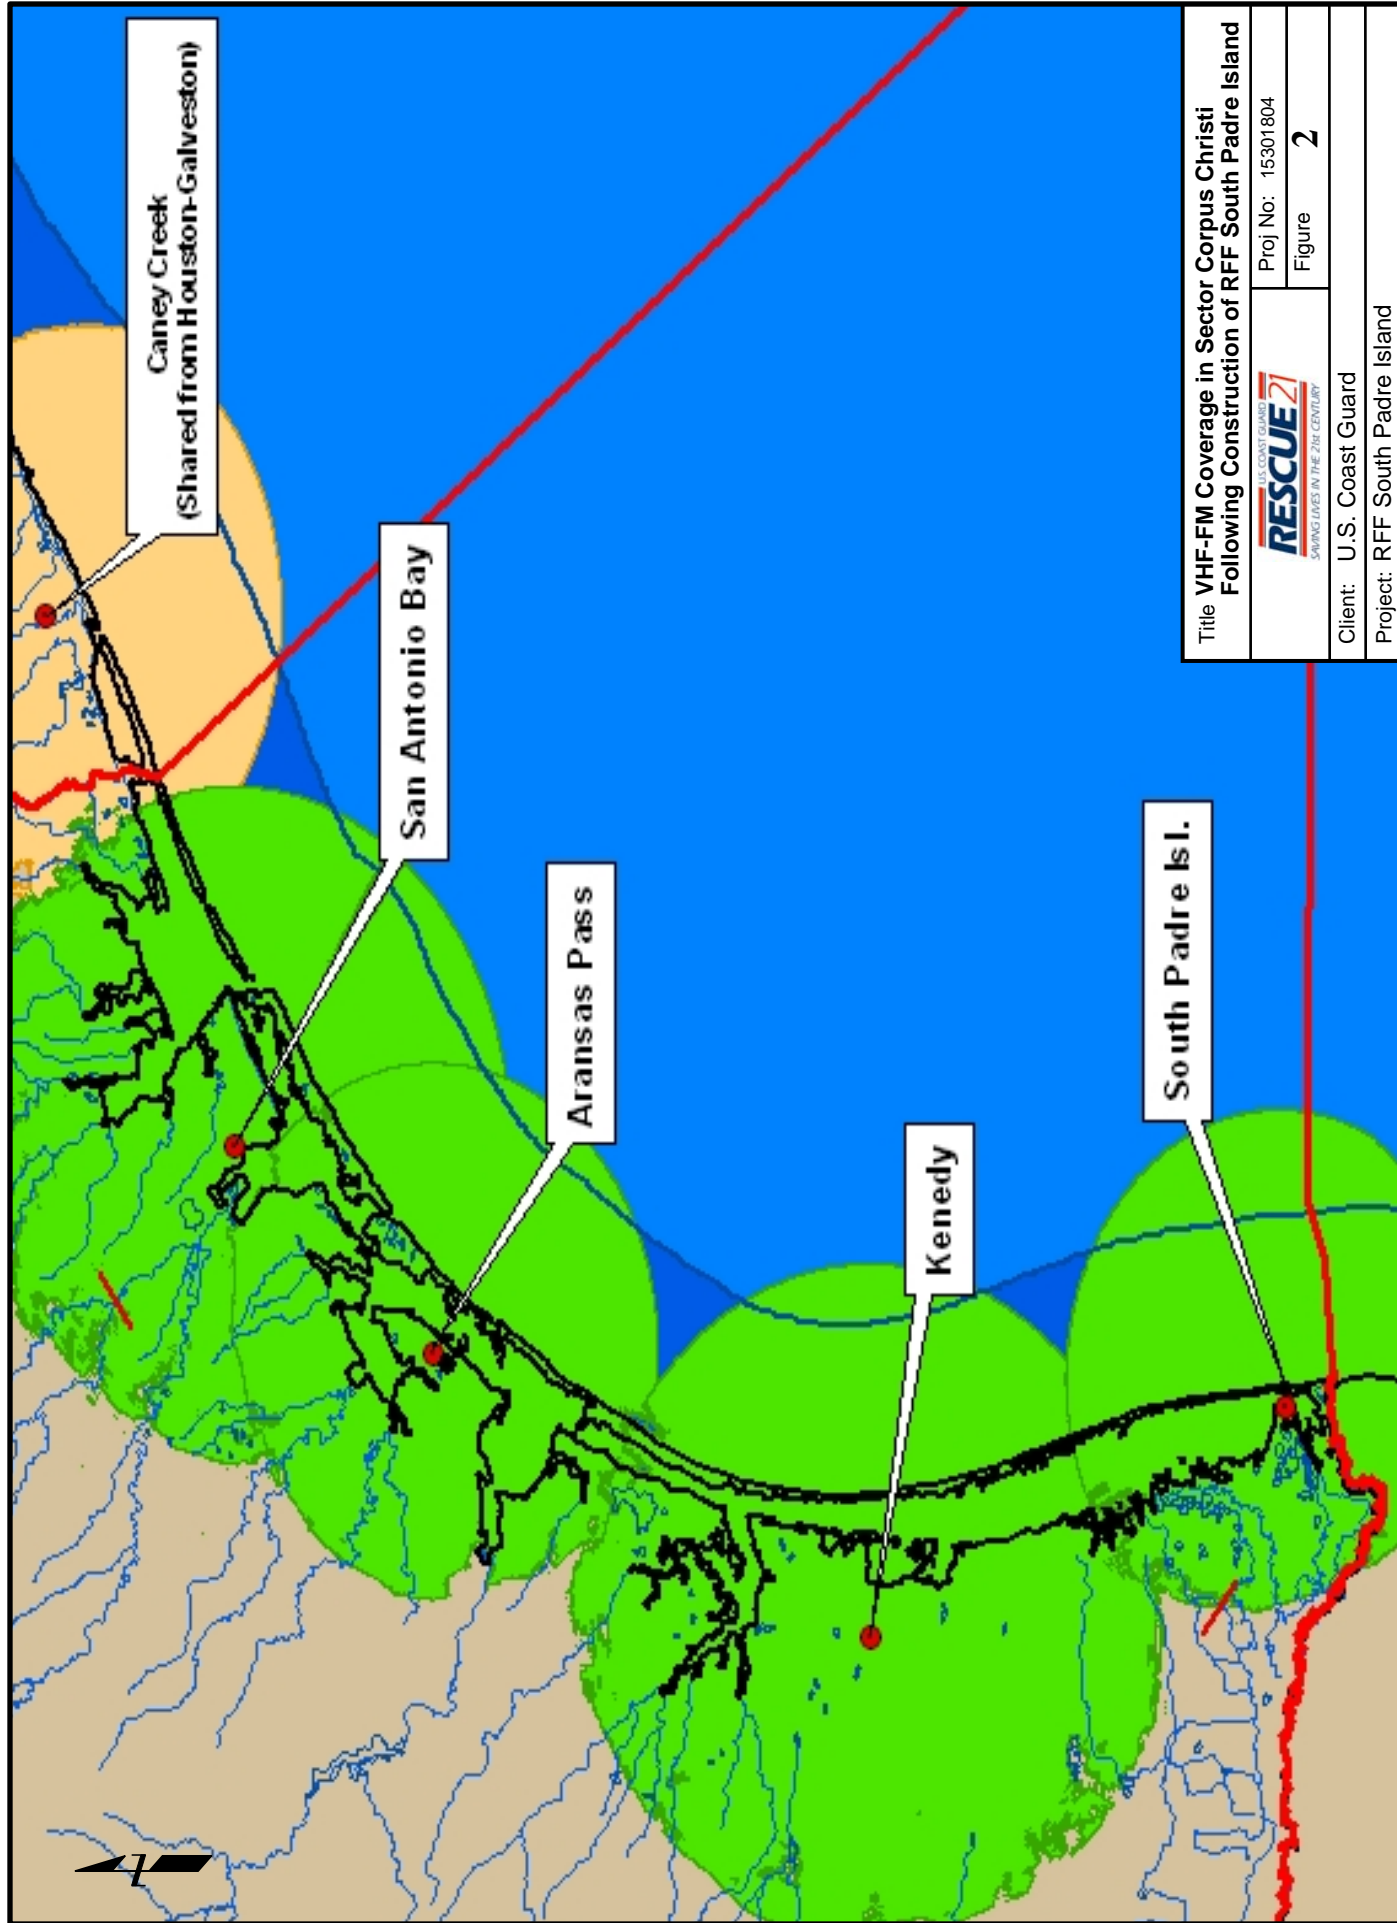 Caney Creek
(Shared from Houston-Galveston)
San Antonio Bay
Aransas Pass
Kenedy
South Padre Isl.
Title VHF-FM Coverage in Sector Corpus Christi
Following Construction of RFF South Padre Island
U.S. COAST GUARD
RESCUE 21
SAVING LIVES IN THE 21st CENTURY
Proj No: 15301804
Figure 2
Client: U.S. Coast Guard
Project: RFF South Padre Island